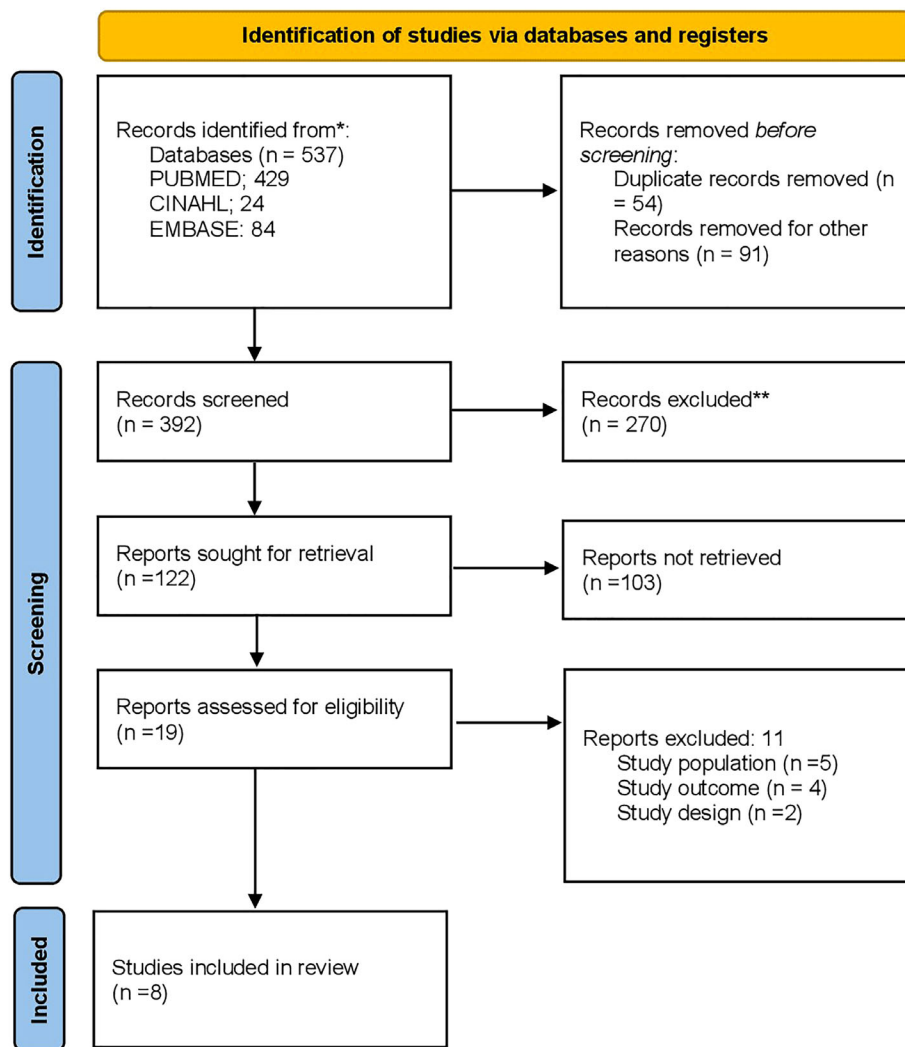 Identification of studies via databases and registers
Identification
Records identified from*:
Databases (n = 537)
PUBMED; 429
CINAHL; 24
EMBASE: 84
Records removed before
screening:
Duplicate records removed (n
= 54)
Records removed for other
reasons (n = 91)
Screening
Records screened
(n = 392)
Records excluded**
(n = 270)
Reports sought for retrieval
(n =122)
Reports not retrieved
(n =103)
Reports assessed for eligibility
(n =19)
Reports excluded: 11
Study population (n =5)
Study outcome (n = 4)
Study design (n =2)
Included
Studies included in review
(n =8)